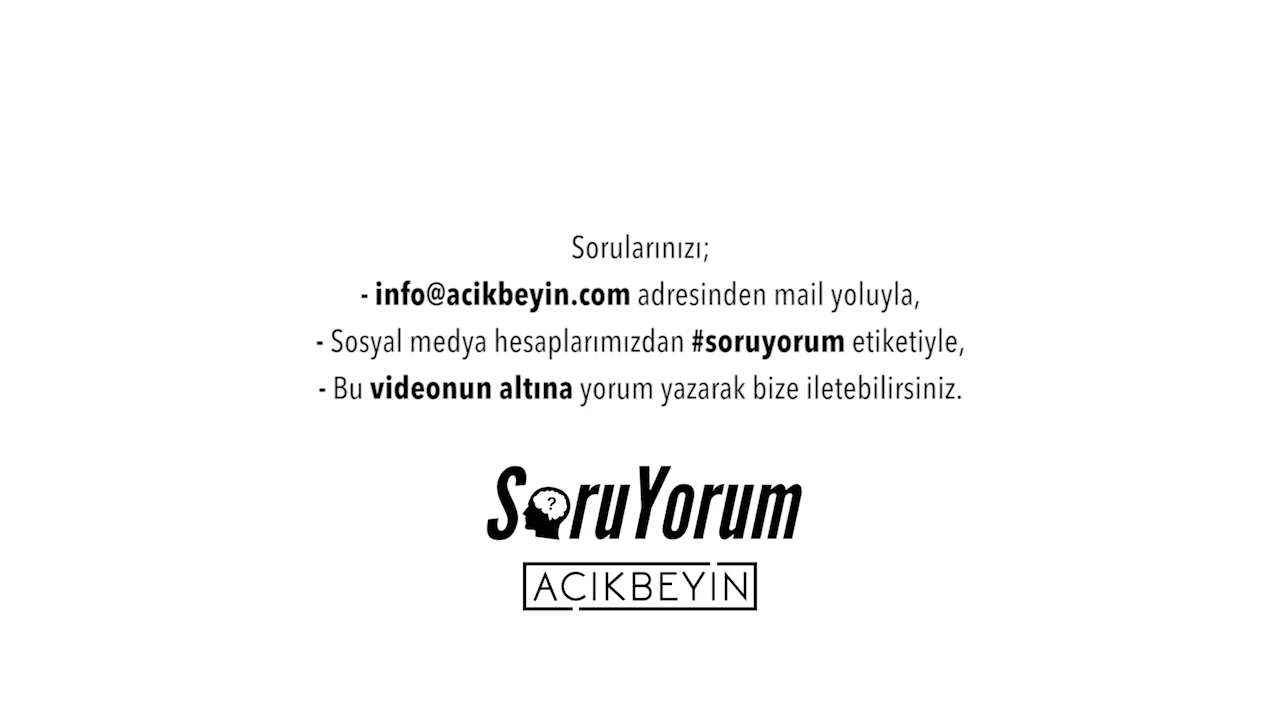 Sorularınızı;
- info@acikbeyin.com adresinden mail yoluyla,
- Sosyal medya hesaplarımızdan #soruyorum etiketiyle,
- Bu videonun altına yorum yazarak bize iletebilirsiniz.
SoruYorum
AÇIKBEYİN